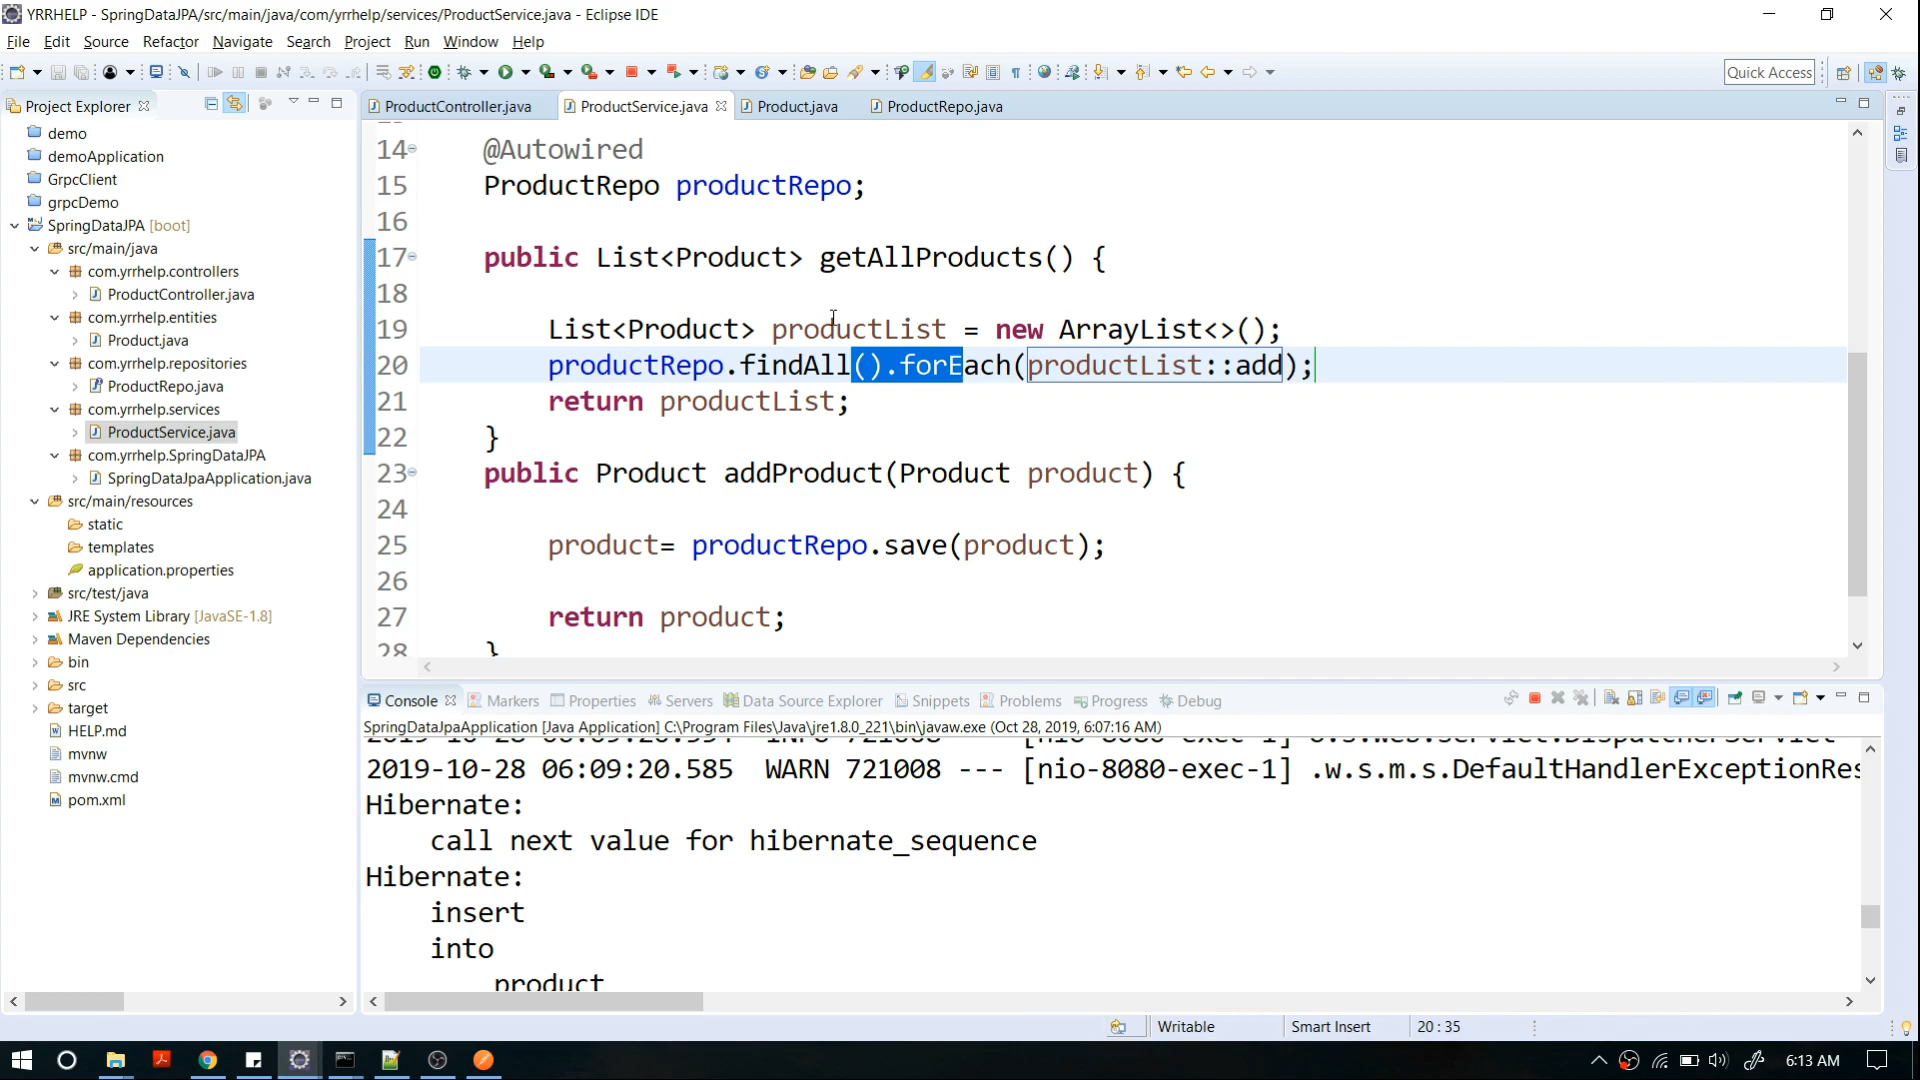 YRRHELP - SpringDataJPA/src/main/java/com/yrrhelp/services/ProductService.java - Eclipse IDE
File Edit Source Refactor Navigate Search Project Run Window Help
Quick Access
Project Explorer
demo
demoApplication
GrpcClient
grpcDemo
SpringDataJPA [boot]
src/main/java
com.yrrhelp.controllers
ProductController.java
com.yrrhelp.entities
Product.java
com.yrrhelp.repositories
ProductRepo.java
com.yrrhelp.services
ProductService.java
com.yrrhelp.SpringDataJPA
SpringDataJpaApplication.java
src/main/resources
static
templates
application.properties
src/test/java
JRE System Library [JavaSE-1.8]
Maven Dependencies
bin
src
target
HELP.md
mvnw
mvnw.cmd
pom.xml
ProductController.java ProductService.java Product.java ProductRepo.java
14 @Autowired
15 ProductRepo productRepo;
16
17 public List<Product> getAllProducts() {
18
19 List<Product> productList = new ArrayList<>();
20 productRepo.findAll().forEach(productList::add);
21 return productList;
22 }
23 public Product addProduct(Product product) {
24
25 product= productRepo.save(product);
26
27 return product;
28 }
Console Markers Properties Servers Data Source Explorer Snippets Problems Progress Debug
SpringDataJpaApplication [Java Application] C:\Program Files\Java\jre1.8.0_221\bin\javaw.exe (Oct 28, 2019, 6:07:16 AM)
2019-10-28 06:09:20.585 WARN 721008 --- [nio-8080-exec-1] .w.s.m.s.DefaultHandlerExceptionRes
Hibernate:
call next value for hibernate_sequence
Hibernate:
insert
into
product
Writable Smart Insert 20 : 35
6:13 AM